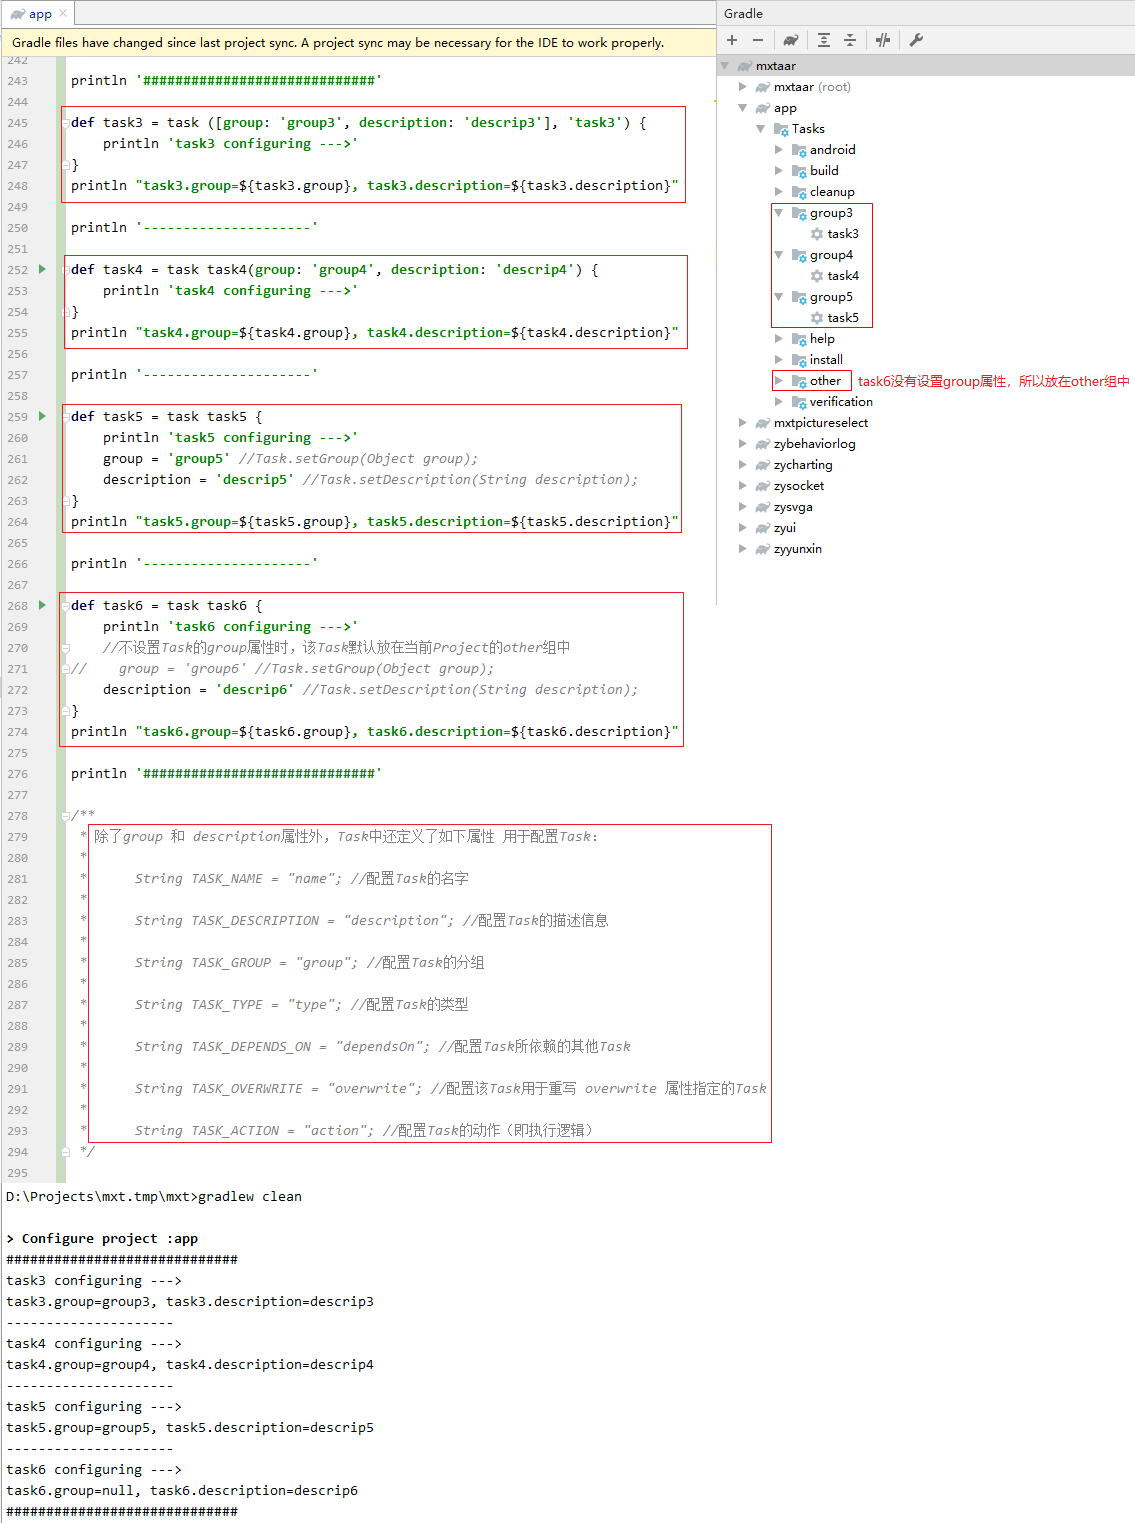 app
Gradle files have changed since last project sync. A project sync may be necessary for the IDE to work properly.
242
243 println '#############################'
244
245 def task3 = task ([group: 'group3', description: 'descrip3'], 'task3') {
246     println 'task3 configuring --->'
247 }
248 println "task3.group=${task3.group}, task3.description=${task3.description}"
249
250 println '---------------------'
251
252 def task4 = task task4(group: 'group4', description: 'descrip4') {
253     println 'task4 configuring --->'
254 }
255 println "task4.group=${task4.group}, task4.description=${task4.description}"
256
257 println '---------------------'
258
259 def task5 = task task5 {
260     println 'task5 configuring --->'
261     group = 'group5' //Task.setGroup(Object group);
262     description = 'descrip5' //Task.setDescription(String description);
263 }
264 println "task5.group=${task5.group}, task5.description=${task5.description}"
265
266 println '---------------------'
267
268 def task6 = task task6 {
269     println 'task6 configuring --->'
270     //不设置Task的group属性时，该Task默认放在当前Project的other组中
271 //    group = 'group6' //Task.setGroup(Object group);
272     description = 'descrip6' //Task.setDescription(String description);
273 }
274 println "task6.group=${task6.group}, task6.description=${task6.description}"
275
276 println '#############################'
277
278 /**
279  * 除了group 和 description属性外，Task中还定义了如下属性 用于配置Task：
280  *
281  *      String TASK_NAME = "name"; //配置Task的名字
282  *
283  *      String TASK_DESCRIPTION = "description"; //配置Task的描述信息
284  *
285  *      String TASK_GROUP = "group"; //配置Task的分组
286  *
287  *      String TASK_TYPE = "type"; //配置Task的类型
288  *
289  *      String TASK_DEPENDS_ON = "dependsOn"; //配置Task所依赖的其他Task
290  *
291  *      String TASK_OVERWRITE = "overwrite"; //配置该Task用于重写 overwrite 属性指定的Task
292  *
293  *      String TASK_ACTION = "action"; //配置Task的动作（即执行逻辑）
294  */
295
Gradle
mxtaar
mxtaar (root)
app
Tasks
android
build
cleanup
group3
task3
group4
task4
group5
task5
help
install
other task6没有设置group属性，所以放在other组中
verification
mxtpictureselect
zybehaviorlog
zycharting
zysocket
zysvga
zyui
zyyunxin
D:\Projects\mxt.tmp\mxt>gradlew clean
> Configure project :app
#############################
task3 configuring --->
task3.group=group3, task3.description=descrip3
---------------------
task4 configuring --->
task4.group=group4, task4.description=descrip4
---------------------
task5 configuring --->
task5.group=group5, task5.description=descrip5
---------------------
task6 configuring --->
task6.group=null, task6.description=descrip6
#############################